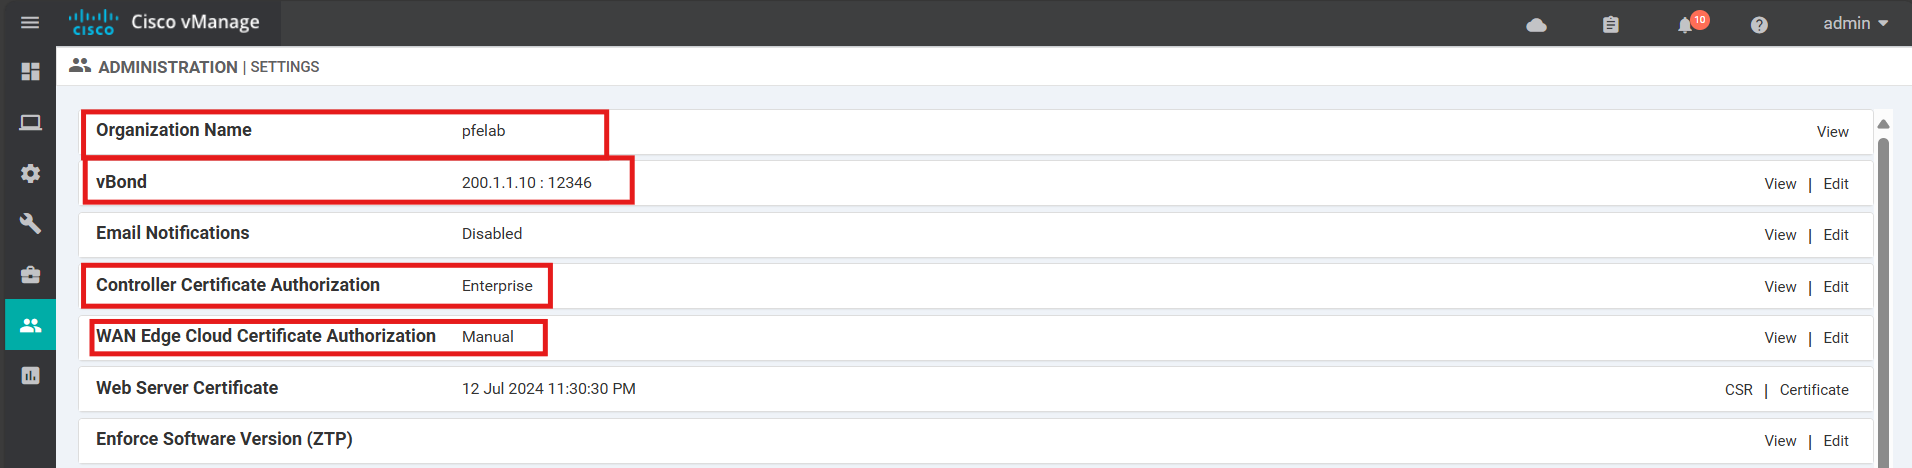 cisco Cisco vManage 10 admin
ADMINISTRATION | SETTINGS
Organization Name pfelab View
vBond 200.1.1.10 : 12346 View | Edit
Email Notifications Disabled View | Edit
Controller Certificate Authorization Enterprise View | Edit
WAN Edge Cloud Certificate Authorization Manual View | Edit
Web Server Certificate 12 Jul 2024 11:30:30 PM CSR | Certificate
Enforce Software Version (ZTP) View | Edit